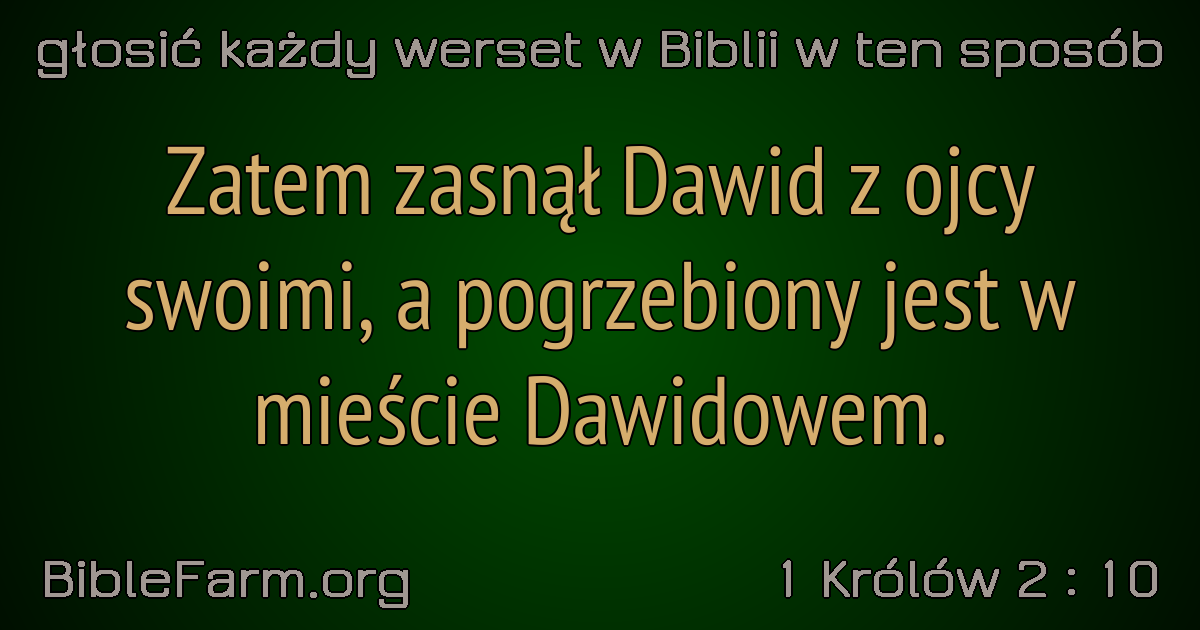 głosić każdy werset w Biblii w ten sposób
Zatem zasnął Dawid z ojcy
swoimi, a pogrzebiony jest w
mieście Dawidowem.
BibleFarm.org
1 Królów 2 : 10